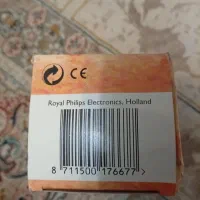 CE
Royal Philips Electronics, Holland
8 711500 176677 >